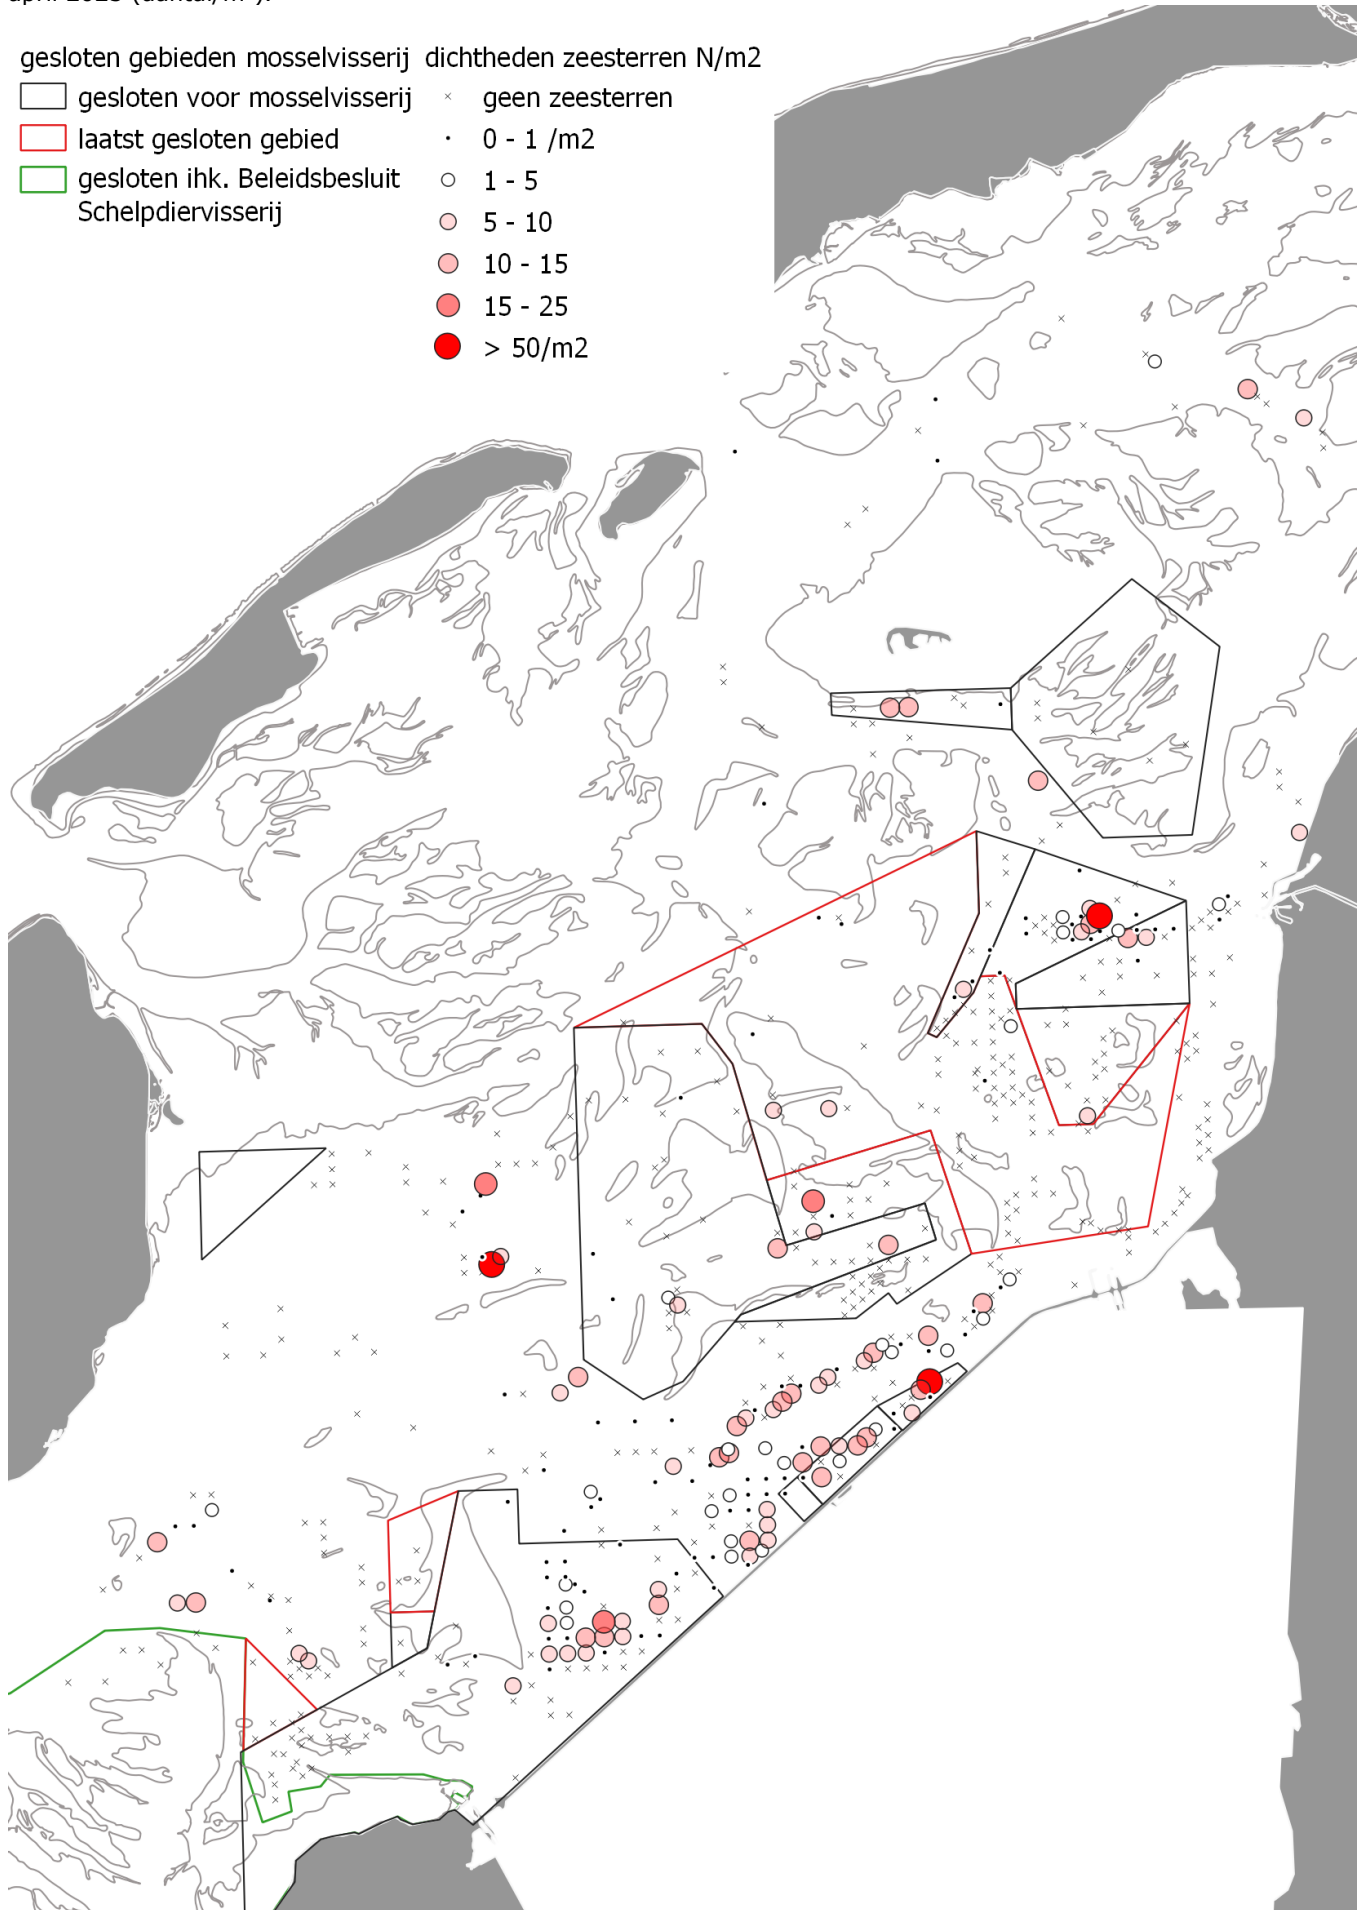 gesloten gebieden mosselvisserij
gesloten voor mosselvisserij
laatst gesloten gebied
gesloten ihk. Beleidsbesluit
Schelpdiervisserij
dichtheden zeesterren N/m2
geen zeesterren
0 - 1 /m2
1 - 5
5 - 10
10 - 15
15 - 25
> 50/m2